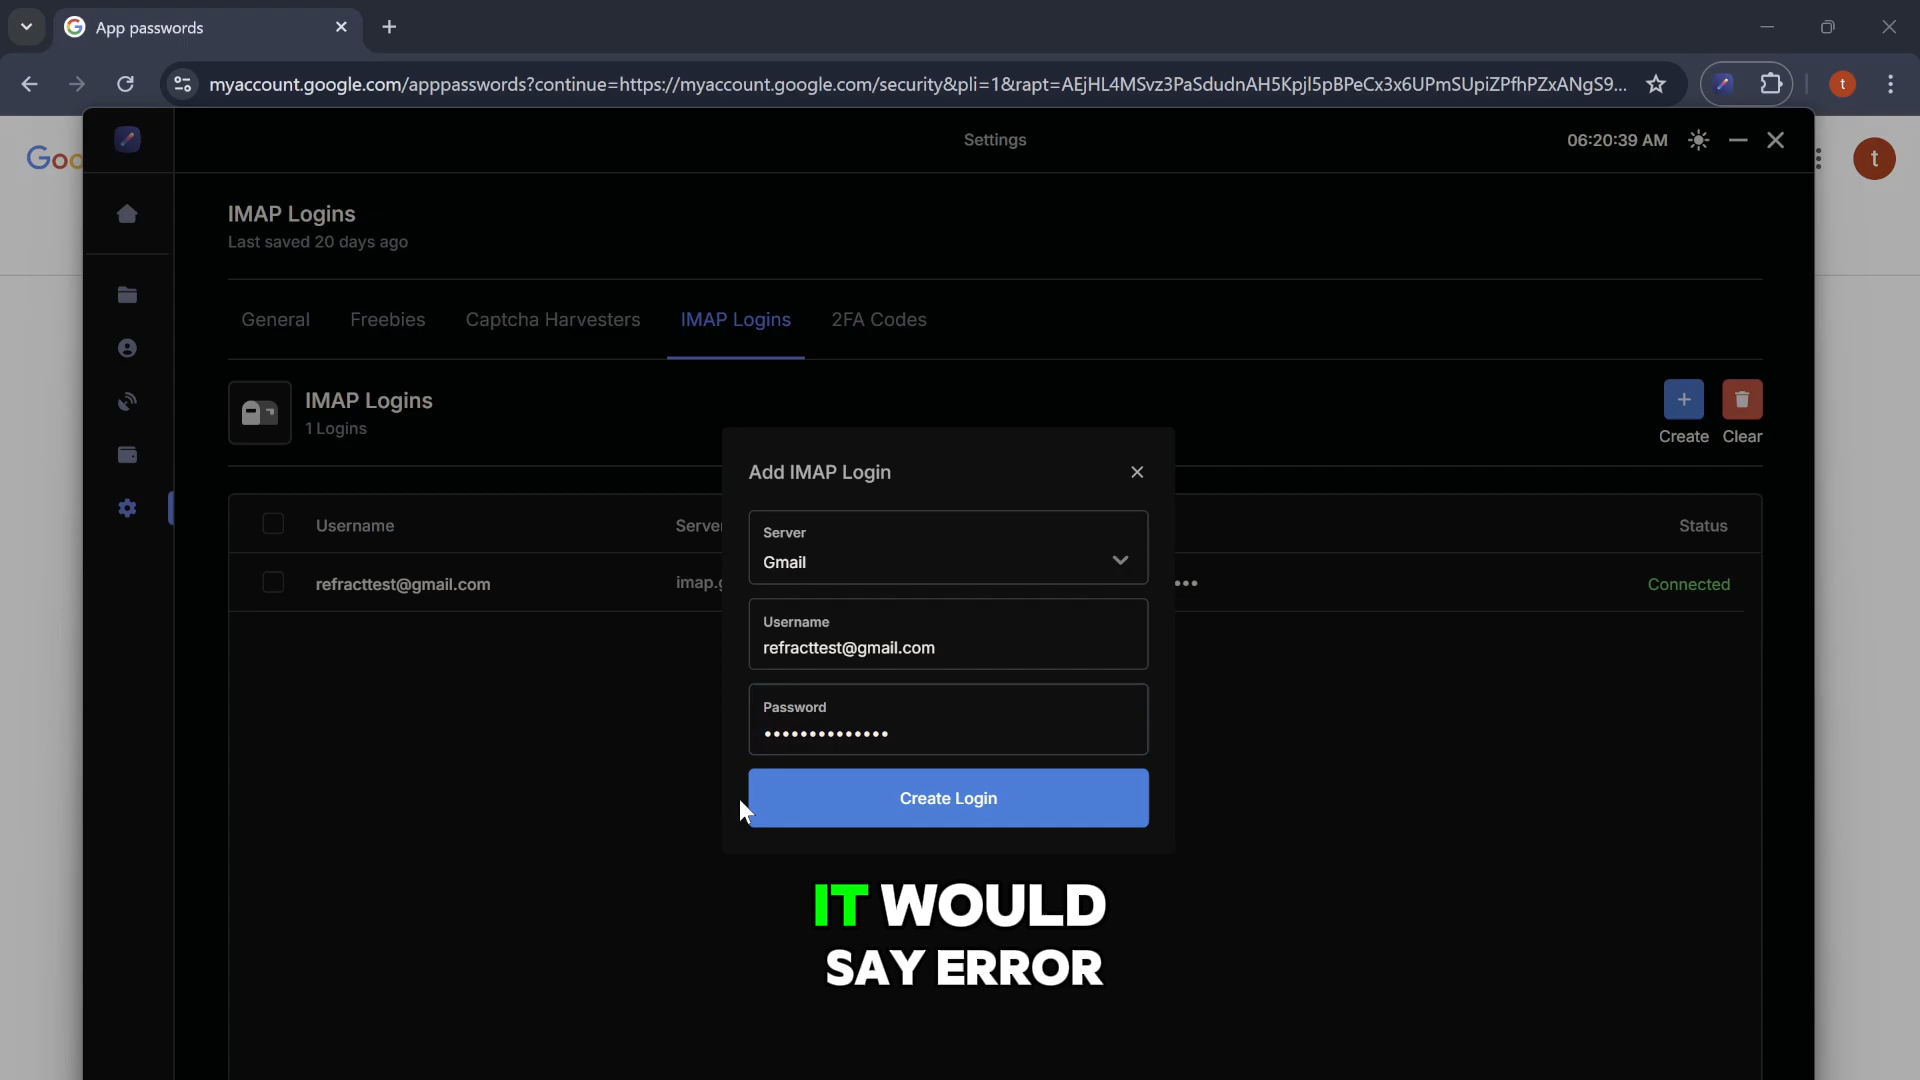 App passwords
myaccount.google.com/apppasswords?continue=https://myaccount.google.com/security&pli=1&rapt=AEjHL4MSvz3PaSdudnAH5Kpjl5pBPeCx3x6UPmSUpiZPfhPZxANgS9...
t
Goo
Settings
06:20:39 AM
t
IMAP Logins
Last saved 20 days ago
General Freebies Captcha Harvesters IMAP Logins 2FA Codes
IMAP Logins
1 Logins
Create Clear
Add IMAP Login
Server
Gmail
Username Server Status
refracttest@gmail.com imap.g Connected
Username
refracttest@gmail.com
Password
••••••••••••••
Create Login
IT WOULD
SAY ERROR